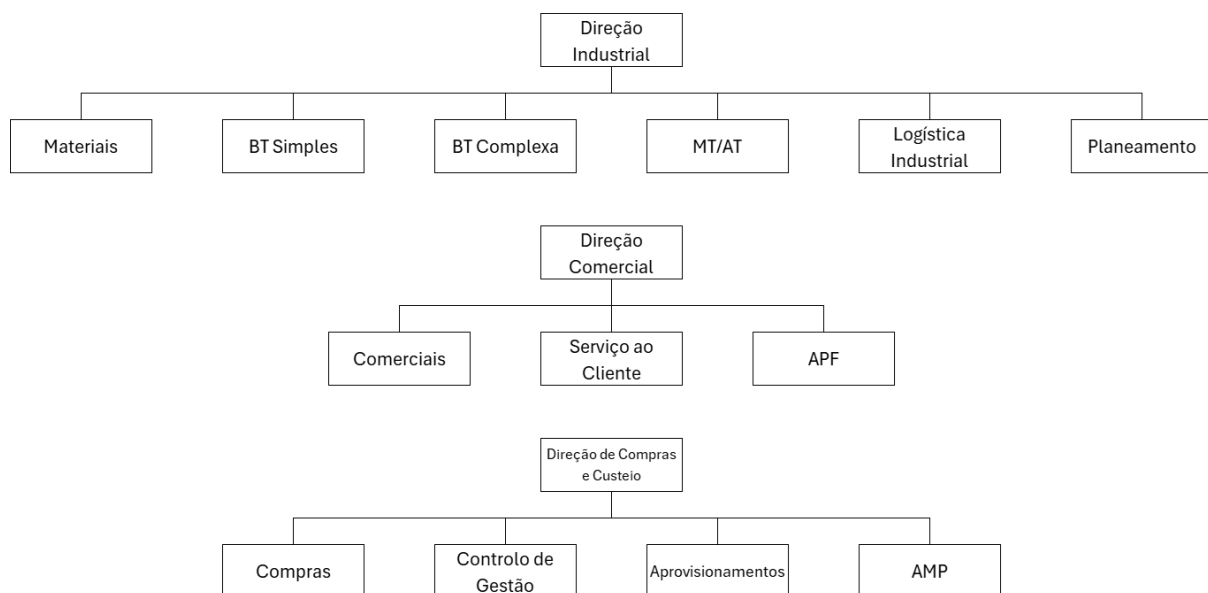 Direção
Industrial
Materiais
BT Simples
BT Complexa
MT/AT
Logística
Industrial
Planeamento
Direção
Comercial
Comerciais
Serviço ao
Cliente
APF
Direção de Compras
e Custeio
Compras
Controlo de
Gestão
Aprovisionamentos
AMP